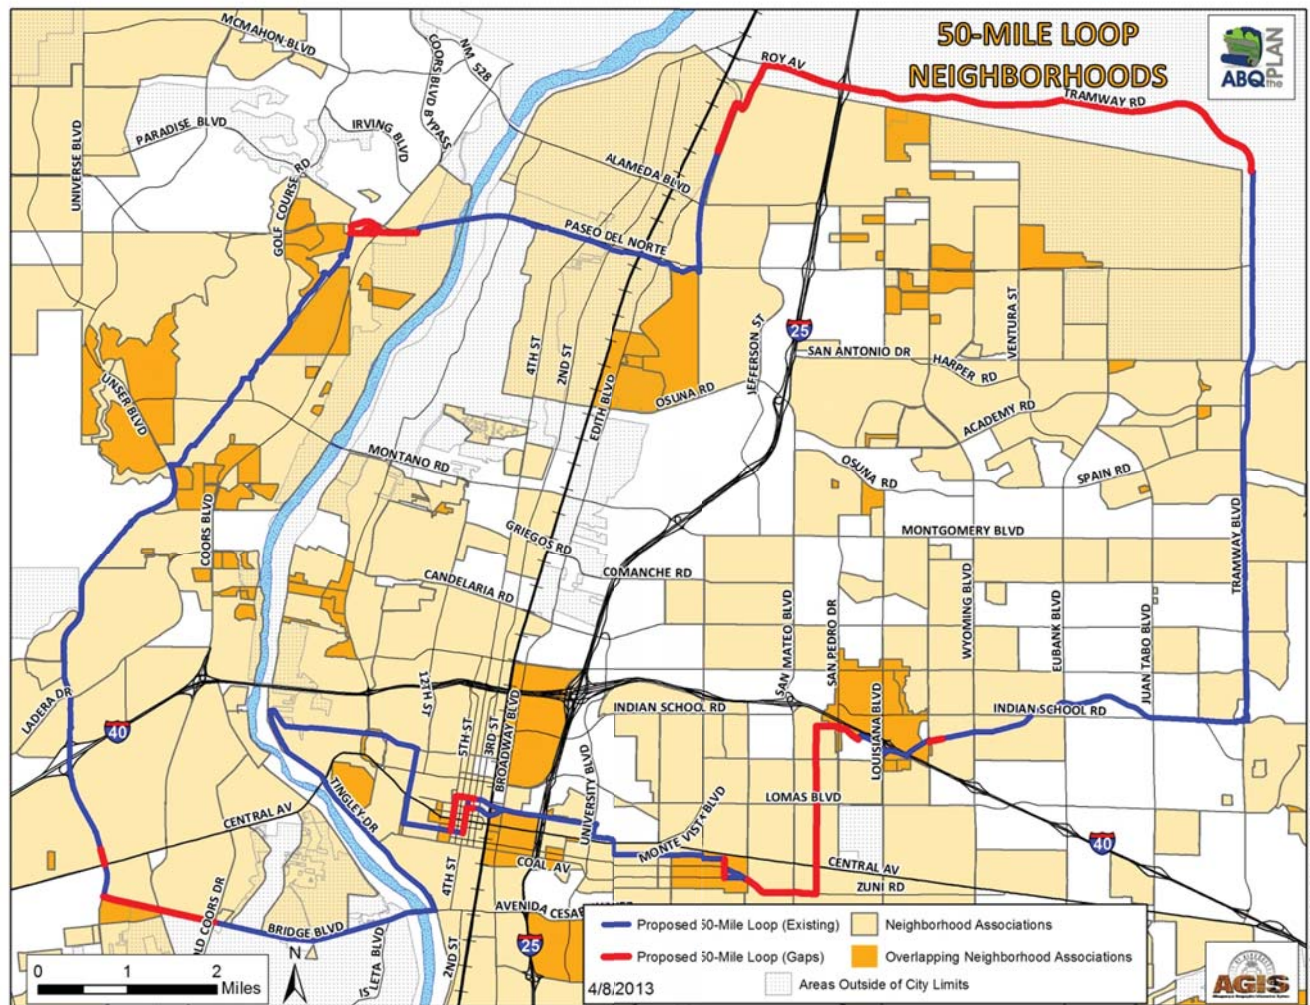 50-MILE LOOP
NEIGHBORHOODS
ABQ the PLAN
MCMAHON BLVD
COORS BLVD BYPASS
NM 528
ROY AV
TRAMWAY RD
UNIVERSE BLVD
PARADISE BLVD
IRVING BLVD
GOLF COURSE RD
ALAMEDA BLVD
PASEO DEL NORTE
4TH ST
2ND ST
EDITH BLVD
JEFFERSON ST
25
SAN ANTONIO DR
HARPER RD
VENTURA ST
UNSER BLVD
OSUNA RD
ACADEMY RD
MONTANO RD
OSUNA RD
SPAIN RD
COORS BLVD
GRIEGOS RD
MONTGOMERY BLVD
TRAMWAY BLVD
CANDELARIA RD
COMANCHE RD
SAN MATEO BLVD
SAN PEDRO DR
WYOMING BLVD
EUBANK BLVD
JUAN TABO BLVD
LADERA DR
40
12TH ST
5TH ST
3RD ST
BROADWAY BLVD
INDIAN SCHOOL RD
LOUISIANA BLVD
INDIAN SCHOOL RD
UNIVERSITY BLVD
TINGLEY DR
CENTRAL AV
LOMAS BLVD
MONTE VISTA BLVD
40
4TH ST
COAL AV
CENTRAL AV
ZUNI RD
OLD COORS DR
BRIDGE BLVD
ISLETA BLVD
2ND ST
AVENIDA CESAR
25
N
0 1 2
Miles
Proposed 50-Mile Loop (Existing)
Neighborhood Associations
Proposed 50-Mile Loop (Gaps)
Overlapping Neighborhood Associations
Areas Outside of City Limits
4/8/2013
AGIS